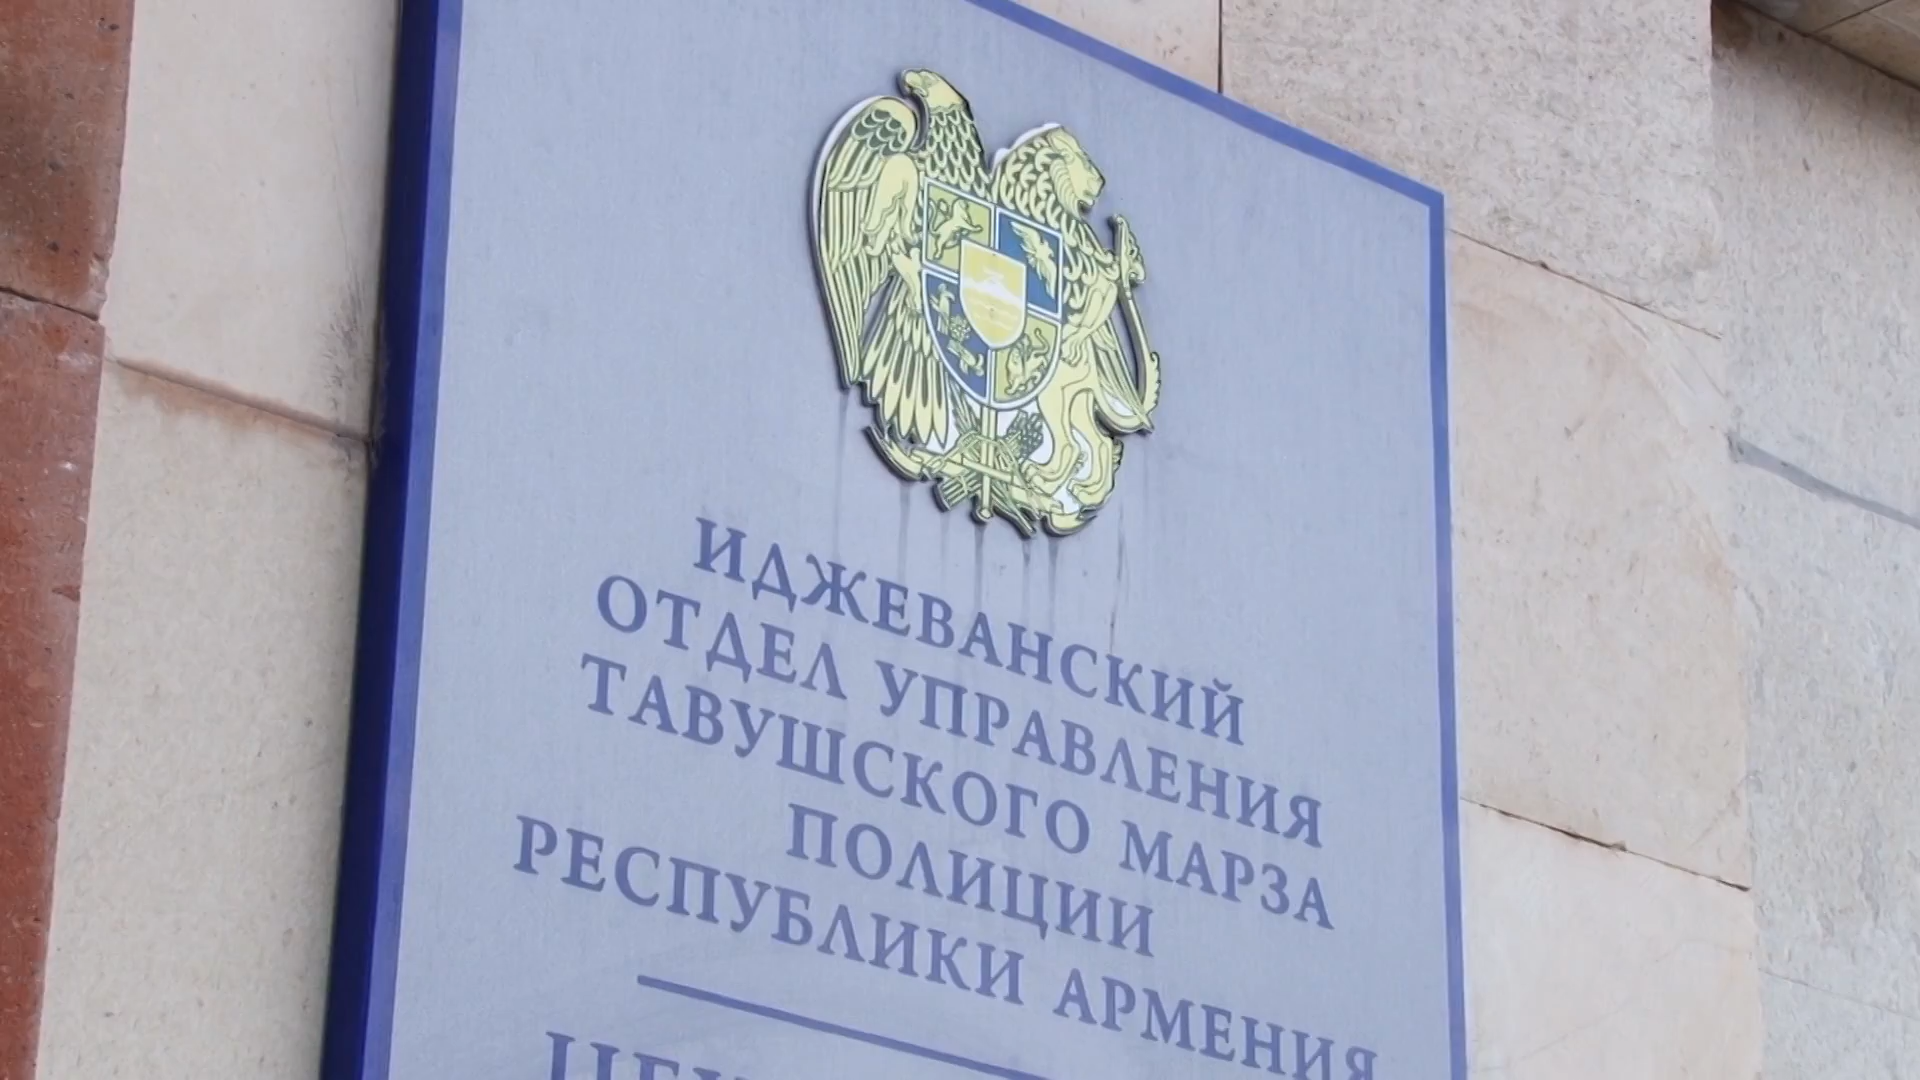 ИДЖЕВАНСКИЙ
ОТДЕЛ УПРАВЛЕНИЯ
ТАВУШСКОГО МАРЗА
ПОЛИЦИИ
РЕСПУБЛИКИ АРМЕНИЯ